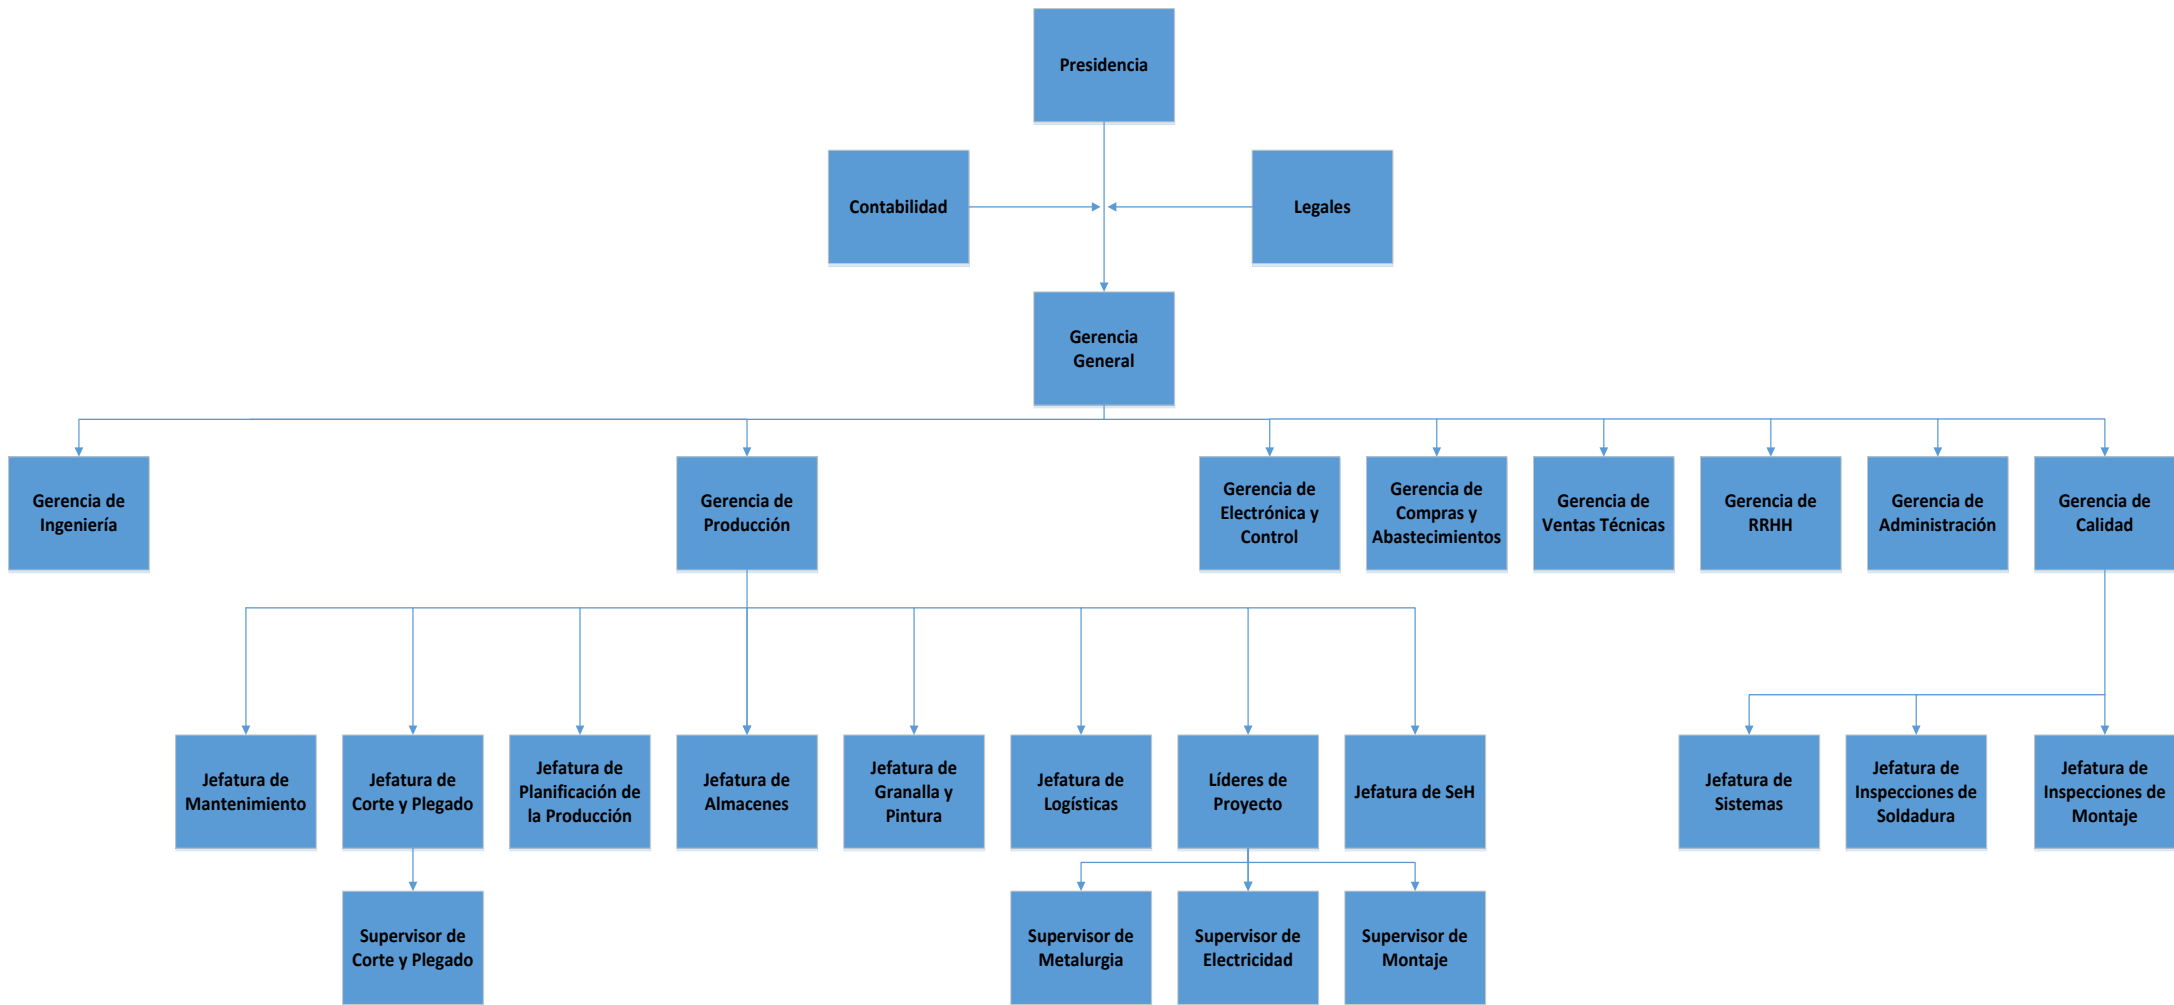 Presidencia
Contabilidad
Legales
Gerencia
General
Gerencia de
Ingeniería
Gerencia de
Producción
Gerencia de
Electrónica y
Control
Gerencia de
Compras y
Abastecimientos
Gerencia de
Ventas Técnicas
Gerencia de
RRHH
Gerencia de
Administración
Gerencia de
Calidad
Jefatura de
Mantenimiento
Jefatura de
Corte y Plegado
Jefatura de
Planificación de
la Producción
Jefatura de
Almacenes
Jefatura de
Granalla y
Pintura
Jefatura de
Logísticas
Líderes de
Proyecto
Jefatura de SeH
Jefatura de
Sistemas
Jefatura de
Inspecciones de
Soldadura
Jefatura de
Inspecciones de
Montaje
Supervisor de
Corte y Plegado
Supervisor de
Metalurgia
Supervisor de
Electricidad
Supervisor de
Montaje